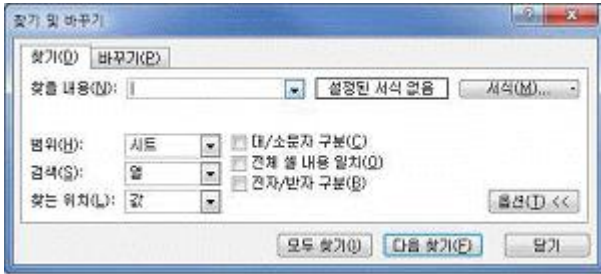 찾기 및 바꾸기
찾기(D) 바꾸기(P)
찾을 내용(N): 설정된 서식 없음 서식(M)...
범위(H): 시트 대/소문자 구분(C)
검색(S): 열 전체 셀 내용 일치(O)
찾는 위치(L): 값 전자/반자 구분(B)
옵션(T) <<
모두 찾기(I) 다음 찾기(F) 닫기